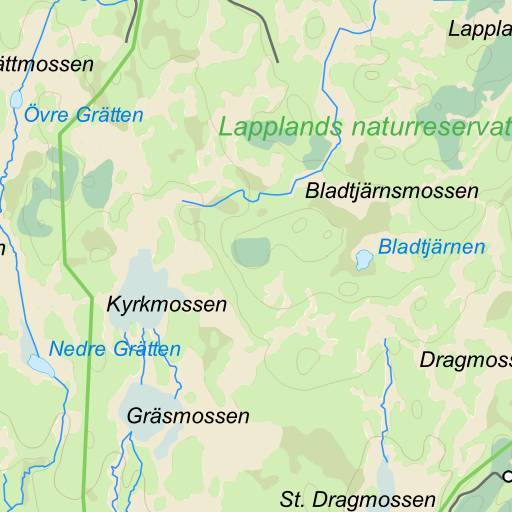 Lappla
ättmossen
Övre Grätten
Lapplands naturreservat
Bladtjärnsmossen
n
Bladtjärnen
Kyrkmossen
Nedre Grätten
Dragmoss
Gräsmossen
St. Dragmossen